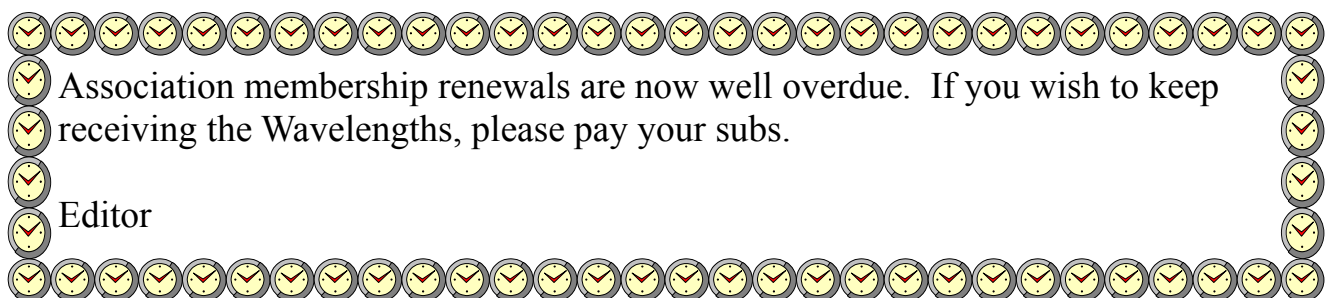 Association membership renewals are now well overdue.  If you wish to keep
receiving the Wavelengths, please pay your subs.
Editor